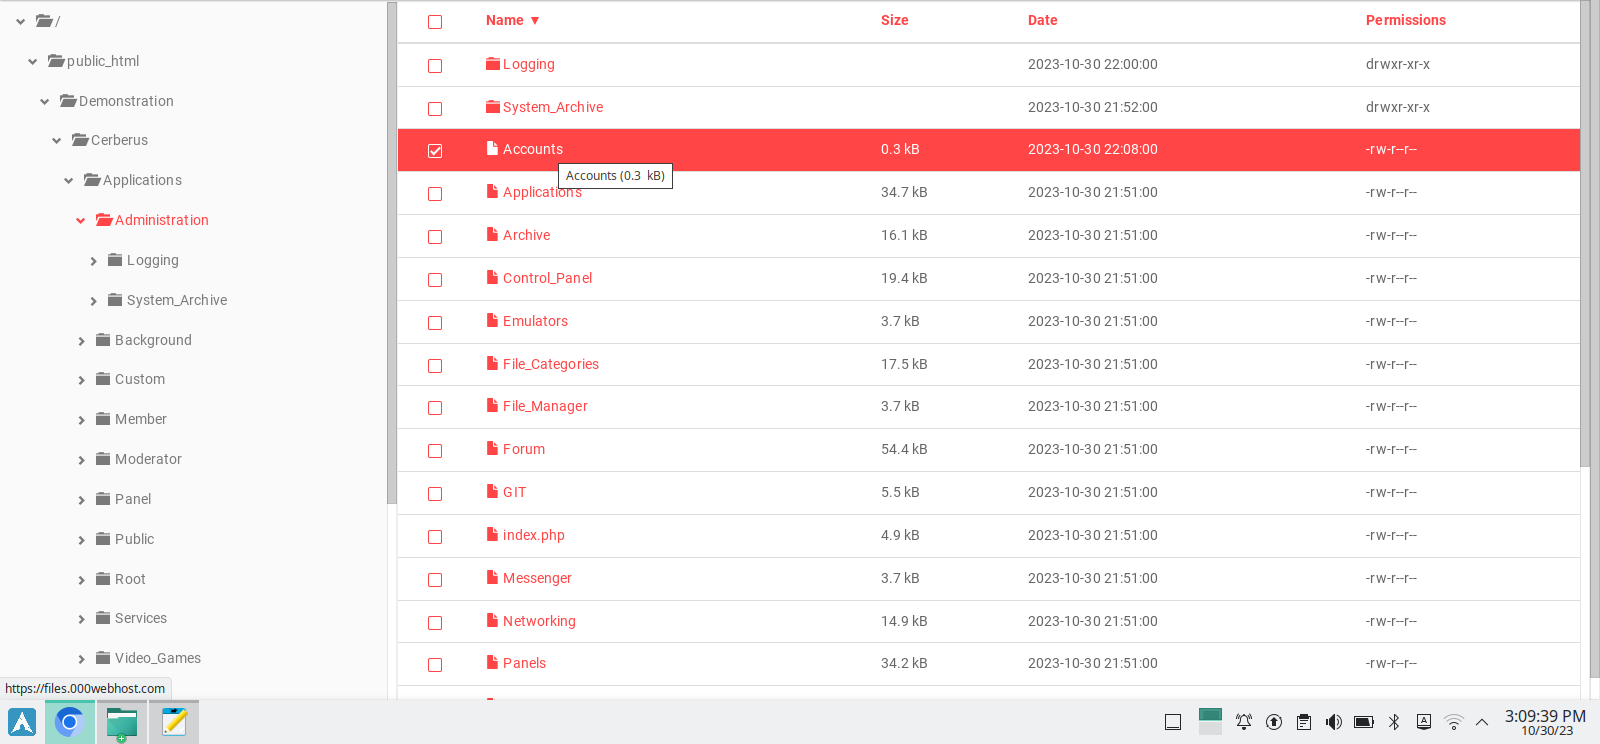 /
public_html
Demonstration
Cerberus
Applications
Administration
Logging
System_Archive
Background
Custom
Member
Moderator
Panel
Public
Root
Services
Video_Games
https://files.000webhost.com
Name ▼ Size Date Permissions
Logging 2023-10-30 22:00:00 drwxr-xr-x
System_Archive 2023-10-30 21:52:00 drwxr-xr-x
Accounts 0.3 kB 2023-10-30 22:08:00 -rw-r--r--
Accounts (0.3 kB)
Applications 34.7 kB 2023-10-30 21:51:00 -rw-r--r--
Archive 16.1 kB 2023-10-30 21:51:00 -rw-r--r--
Control_Panel 19.4 kB 2023-10-30 21:51:00 -rw-r--r--
Emulators 3.7 kB 2023-10-30 21:51:00 -rw-r--r--
File_Categories 17.5 kB 2023-10-30 21:51:00 -rw-r--r--
File_Manager 3.7 kB 2023-10-30 21:51:00 -rw-r--r--
Forum 54.4 kB 2023-10-30 21:51:00 -rw-r--r--
GIT 5.5 kB 2023-10-30 21:51:00 -rw-r--r--
index.php 4.9 kB 2023-10-30 21:51:00 -rw-r--r--
Messenger 3.7 kB 2023-10-30 21:51:00 -rw-r--r--
Networking 14.9 kB 2023-10-30 21:51:00 -rw-r--r--
Panels 34.2 kB 2023-10-30 21:51:00 -rw-r--r--
A
3:09:39 PM
10/30/23